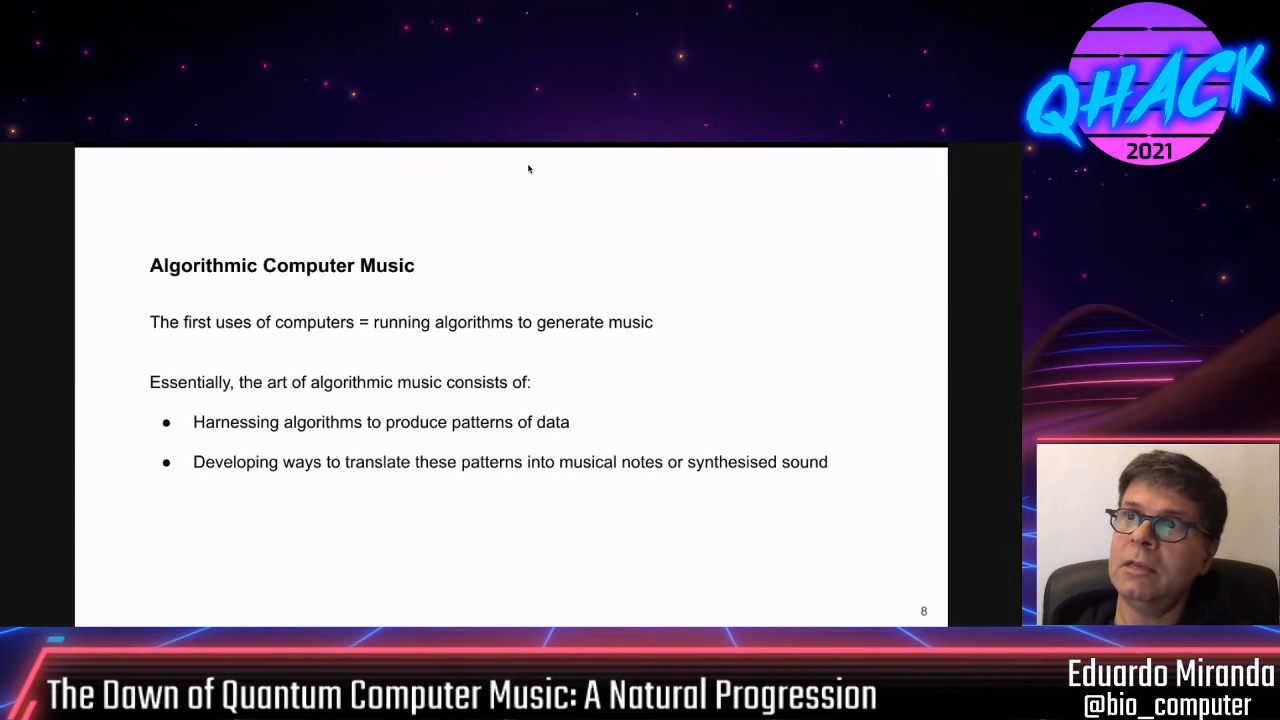 QHACK
2021
Algorithmic Computer Music
The first uses of computers = running algorithms to generate music
Essentially, the art of algorithmic music consists of:
● Harnessing algorithms to produce patterns of data
● Developing ways to translate these patterns into musical notes or synthesised sound
8
The Dawn of Quantum Computer Music: A Natural Progression
Eduardo Miranda
@bio_computer